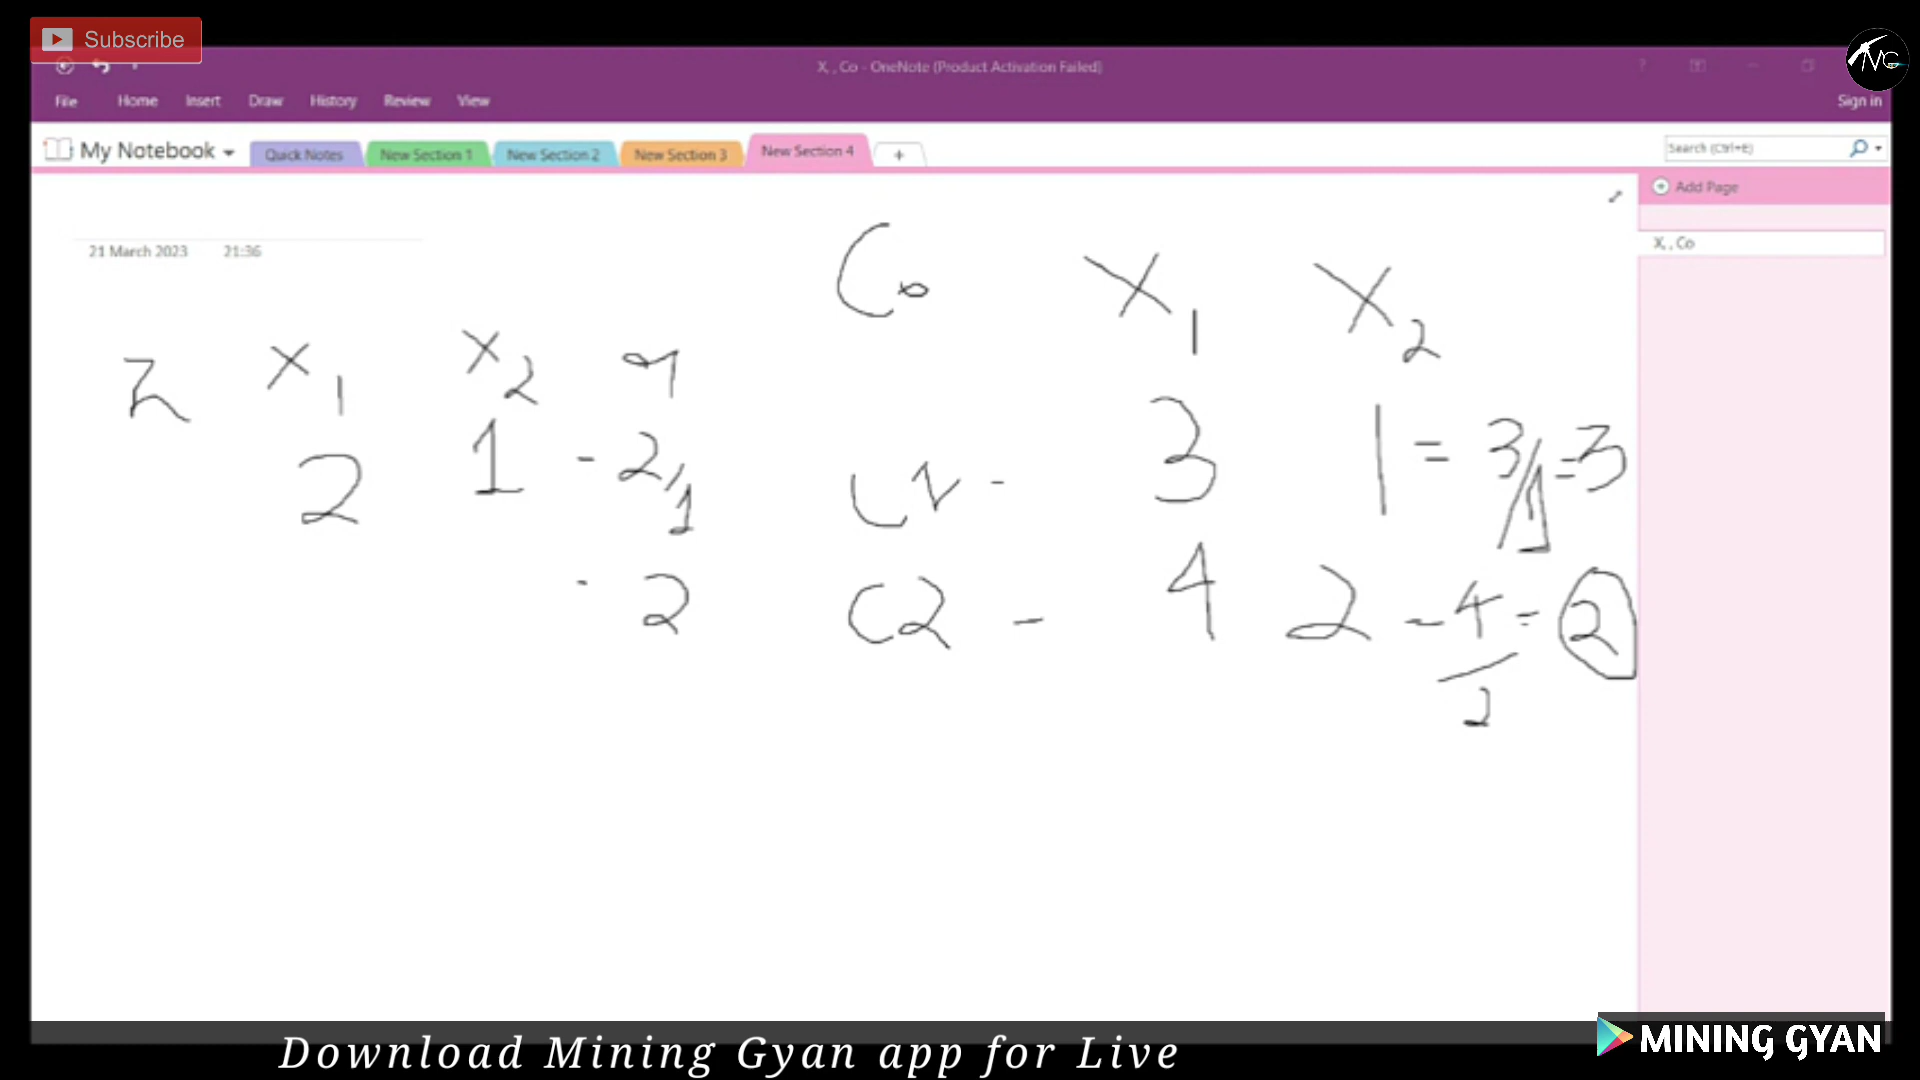 Subscribe
X, , Co - OneNote (Product Activation Failed)
?
File Home Insert Draw History Review View
Sign in
My Notebook
Quick Notes
New Section 1
New Section 2
New Section 3
New Section 4
+
Search (Ctrl+E)
Add Page
X, , Co
21 March 2023 21:36
Co X1 X2
Z X1 X2
2 1 - 2/1
3 1 = 3/1 = 3
- 2
C2 - 4 2 - 4/2 = 2
Download Mining Gyan app for Live
MINING GYAN